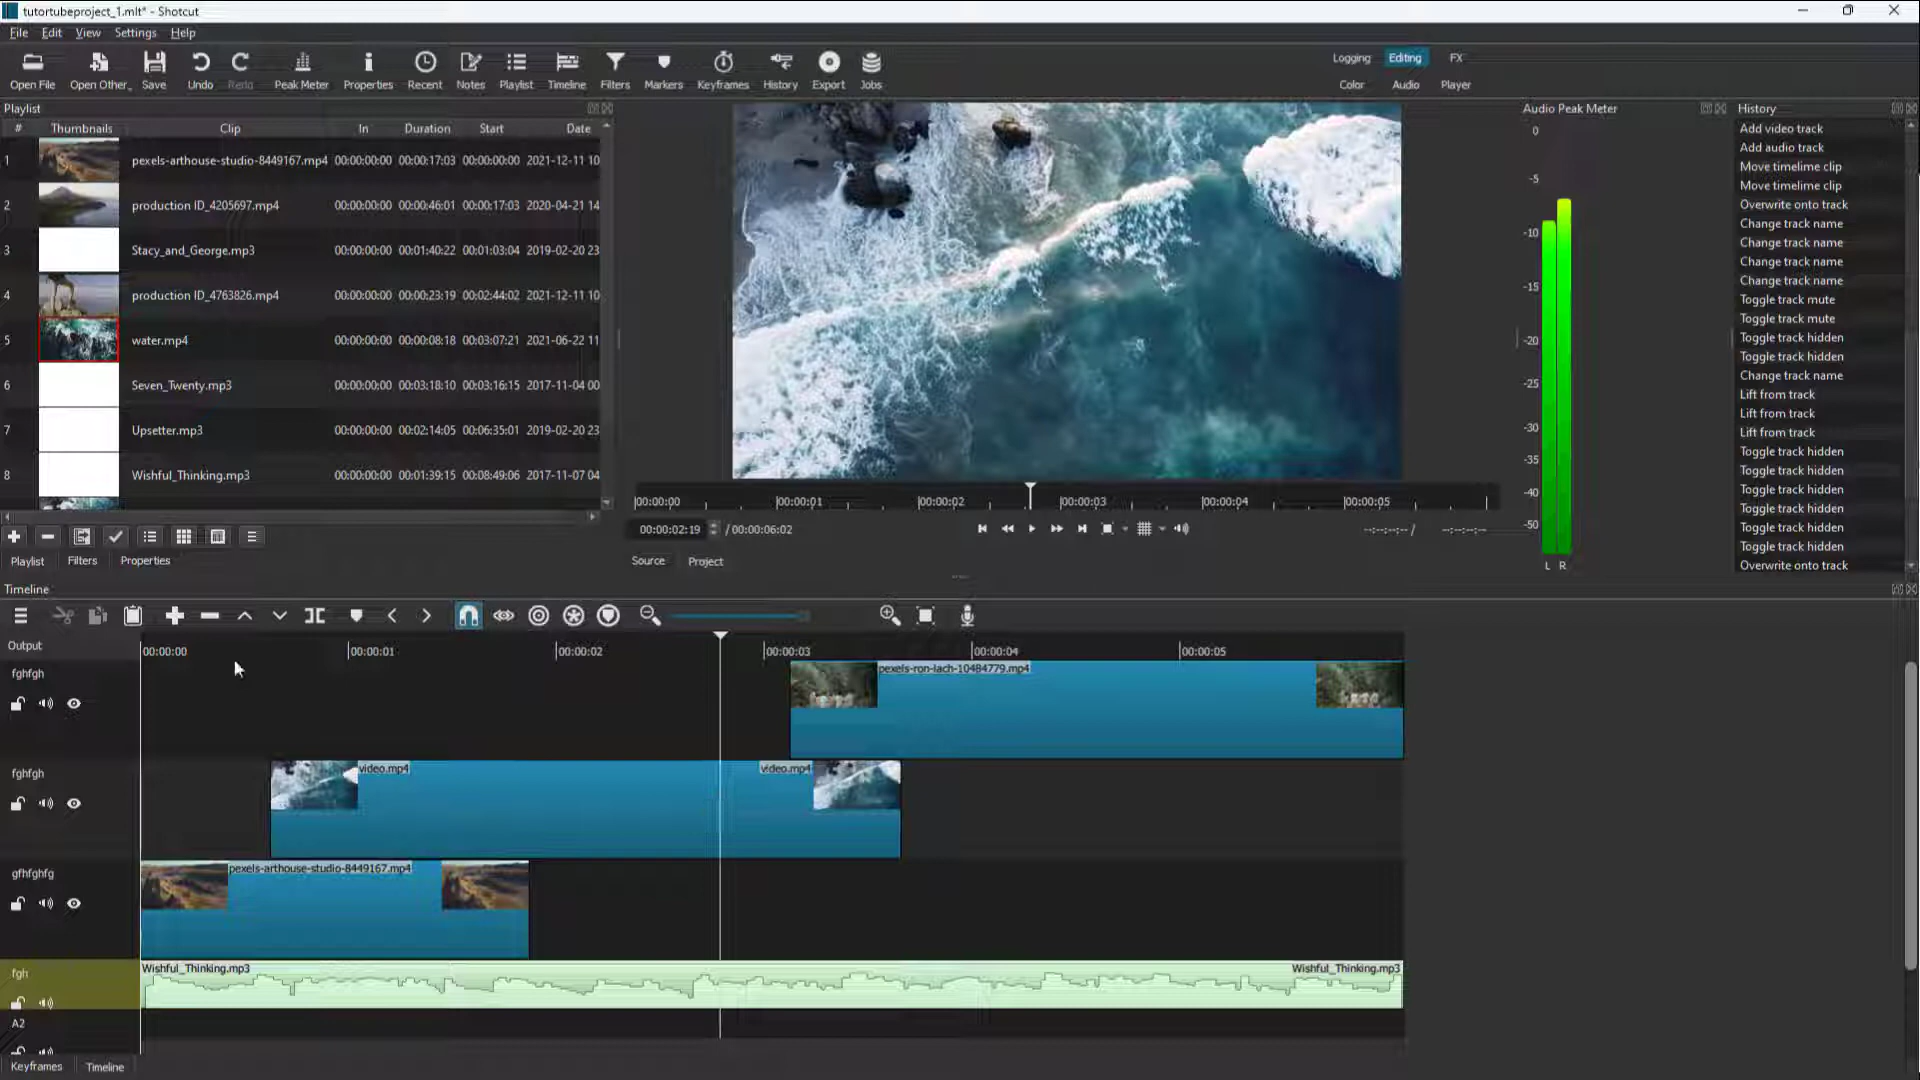 tutortubeproject_1.mlt* - Shotcut
File Edit View Settings Help
Open File Open Other.. Save Undo Redo Peak Meter Properties Recent Notes Playlist Timeline Filters Markers Keyframes History Export Jobs
Logging Editing FX
Color Audio Player
Playlist
# Thumbnails Clip In Duration Start Date
1 pexels-arthouse-studio-8449167.mp4 00:00:00:00 00:00:17:03 00:00:00:00 2021-12-11 10
2 production ID_4205697.mp4 00:00:00:00 00:00:46:01 00:00:17:03 2020-04-21 14
3 Stacy_and_George.mp3 00:00:00:00 00:01:40:22 00:01:03:04 2019-02-20 23
4 production ID_4763826.mp4 00:00:00:00 00:00:23:19 00:02:44:02 2021-12-11 10
5 water.mp4 00:00:00:00 00:00:08:18 00:03:07:21 2021-06-22 11
6 Seven_Twenty.mp3 00:00:00:00 00:03:18:10 00:03:16:15 2017-11-04 00
7 Upsetter.mp3 00:00:00:00 00:02:14:05 00:06:35:01 2019-02-20 23
8 Wishful_Thinking.mp3 00:00:00:00 00:01:39:15 00:08:49:06 2017-11-07 04
Playlist Filters Properties
00:00:00 00:00:01 00:00:02 00:00:03 00:00:04 00:00:05
00:00:02:19 / 00:00:06:02 --:--:--:-- / --:--:--:--
Source Project
Audio Peak Meter
0
-5
-10
-15
-20
-25
-30
-35
-40
-50
L R
History
Add video track
Add audio track
Move timelime clip
Move timelime clip
Overwrite onto track
Change track name
Change track name
Change track name
Change track name
Toggle track mute
Toggle track mute
Toggle track hidden
Toggle track hidden
Change track name
Lift from track
Lift from track
Lift from track
Toggle track hidden
Toggle track hidden
Toggle track hidden
Toggle track hidden
Toggle track hidden
Toggle track hidden
Overwrite onto track
Timeline
Output
00:00:00 00:00:01 00:00:02 00:00:03 00:00:04 00:00:05
fghfgh
pexels-ron-lach-10484779.mp4
fghfgh
video.mp4 video.mp4
gfhfghfg
pexels-arthouse-studio-8449167.mp4
fgh
Wishful_Thinking.mp3 Wishful_Thinking.mp3
A2
Keyframes Timeline